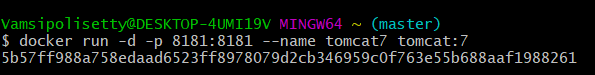 Vamsipolisetty@DESKTOP-4UMI19V MINGW64 ~ (master)
$ docker run -d -p 8181:8181 --name tomcat7 tomcat:7
5b57ff988a758edaad6523ff8978079d2cb346959c0f763e55b688aaf1988261